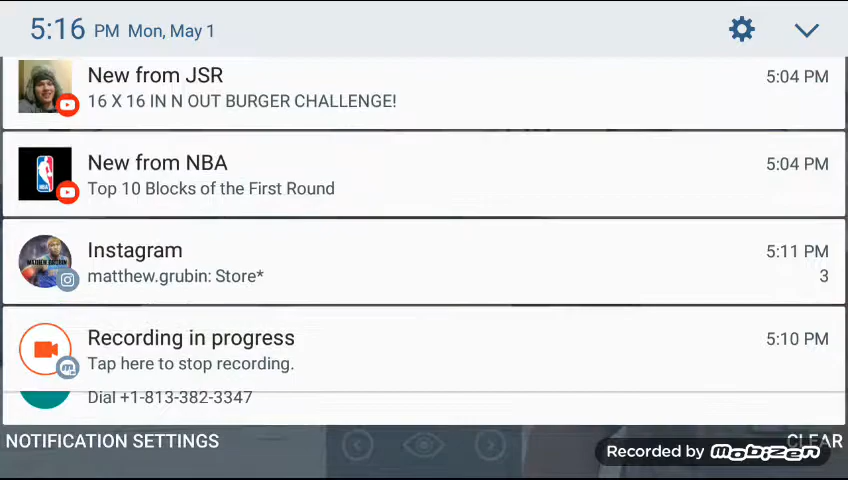 5:16 PM Mon, May 1
New from JSR 5:04 PM
16 X 16 IN N OUT BURGER CHALLENGE!
New from NBA 5:04 PM
Top 10 Blocks of the First Round
Instagram 5:11 PM
matthew.grubin: Store* 3
Recording in progress 5:10 PM
Tap here to stop recording.
Dial +1-813-382-3347
NOTIFICATION SETTINGS CLEAR
Recorded by mobizen
NBA
MATTHEW GRUBIN